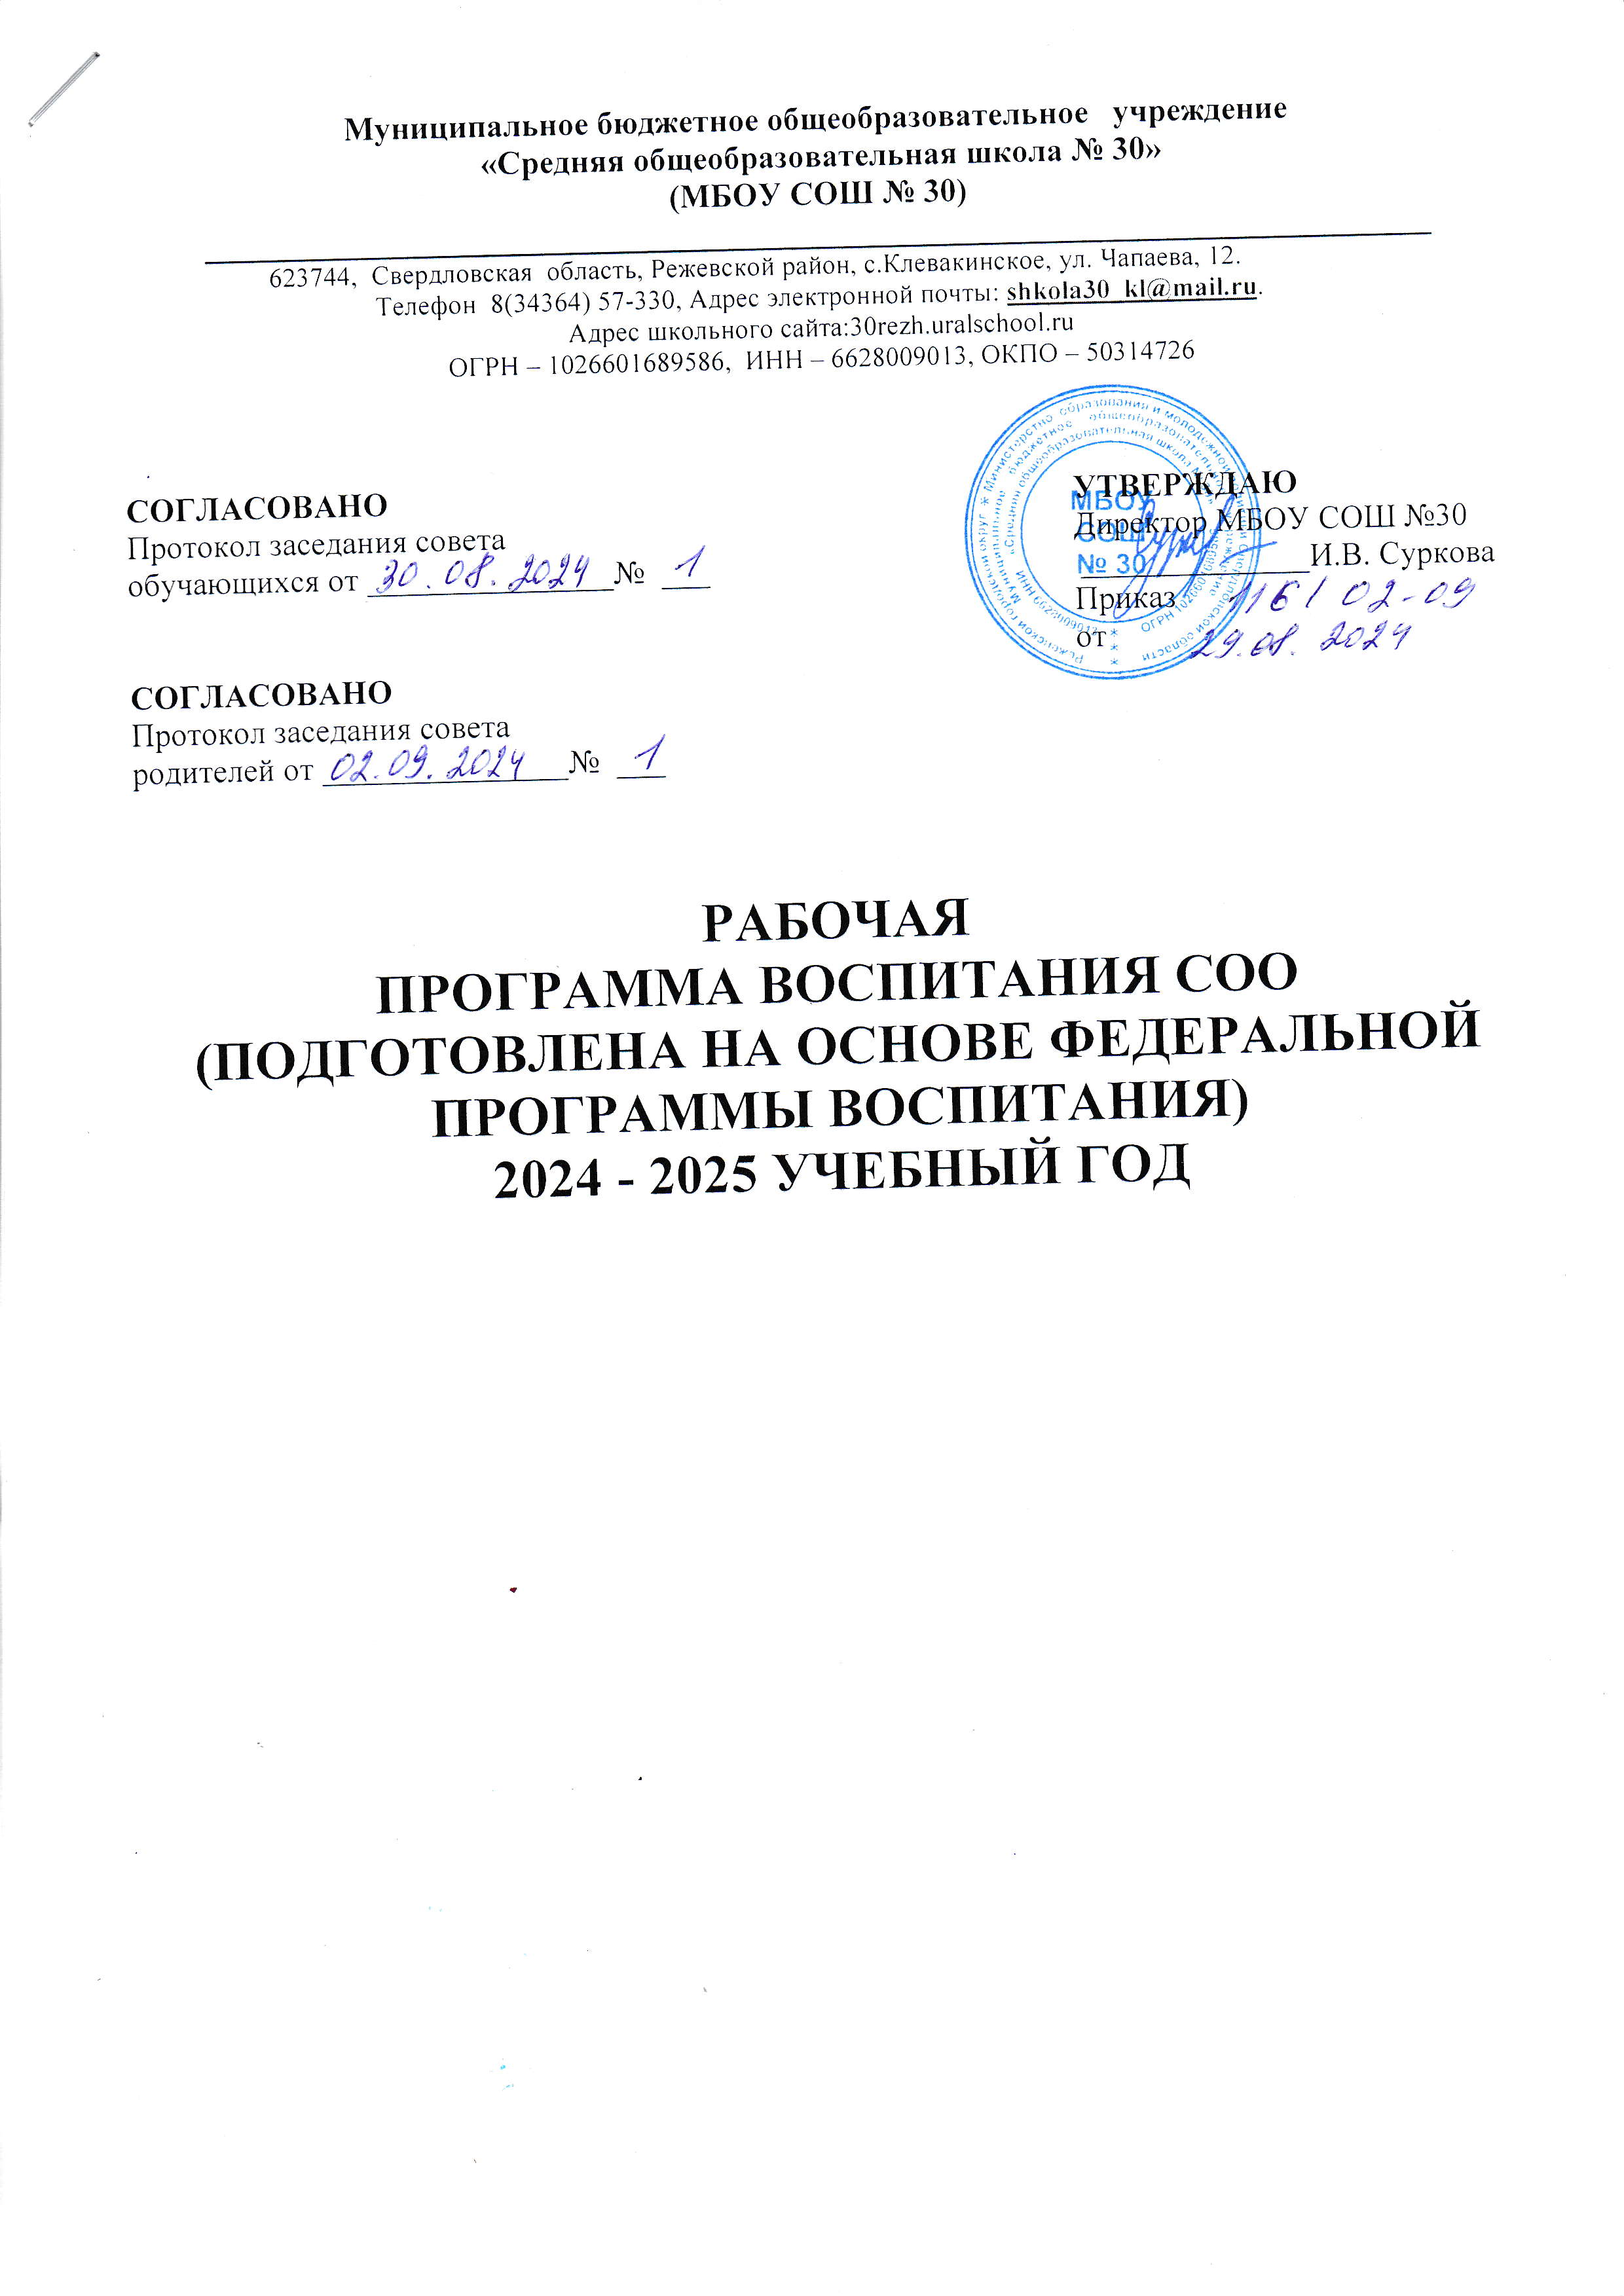 Муниципальное бюджетное общеобразовательное учреждение
«Средняя общеобразовательная школа № 30»
(МБОУ СОШ № 30)
623744, Свердловская область, Режевской район, с.Клевакинское, ул. Чапаева, 12.
Телефон 8(34364) 57-330, Адрес электронной почты: shkola30_kl@mail.ru.
Адрес школьного сайта:30rezh.uralschool.ru
ОГРН – 1026601689586, ИНН – 6628009013, ОКПО – 50314726
СОГЛАСОВАНО
Протокол заседания совета
обучающихся от 30.08.2024 № 1
УТВЕРЖДАЮ
Директор МБОУ СОШ №30
И.В. Суркова
Приказ 116/02-09
от 29.08.2024
МБОУ
СОШ
№ 30
СОГЛАСОВАНО
Протокол заседания совета
родителей от 02.09.2024 № 1
РАБОЧАЯ
ПРОГРАММА ВОСПИТАНИЯ СОО
(ПОДГОТОВЛЕНА НА ОСНОВЕ ФЕДЕРАЛЬНОЙ
ПРОГРАММЫ ВОСПИТАНИЯ)
2024 - 2025 УЧЕБНЫЙ ГОД